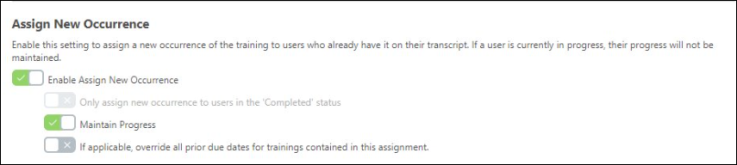 Assign New Occurrence
Enable this setting to assign a new occurrence of the training to users who already have it on their transcript. If a user is currently in progress, their progress will not be
maintained.
Enable Assign New Occurrence
Only assign new occurrence to users in the 'Completed' status
Maintain Progress
If applicable, override all prior due dates for trainings contained in this assignment.